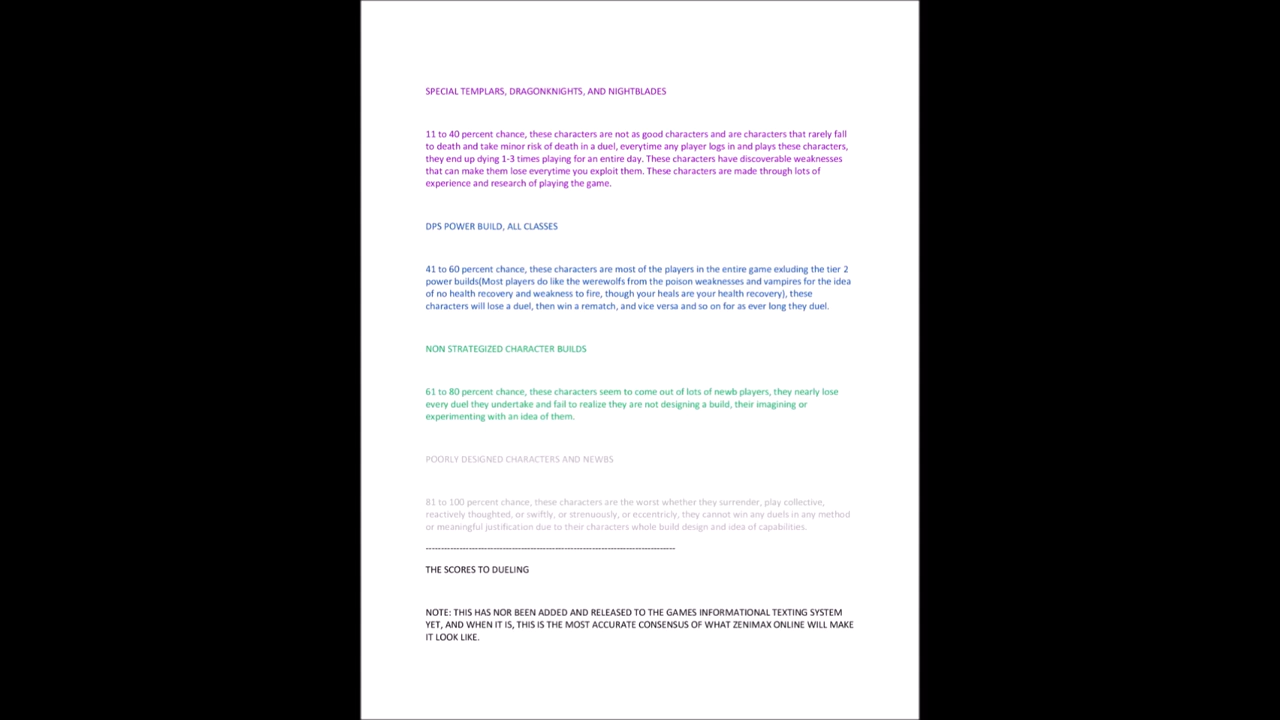 SPECIAL TEMPLARS, DRAGONKNIGHTS, AND NIGHTBLADES
11 to 40 percent chance, these characters are not as good characters and are characters that rarely fall
to death and take minor risk of death in a duel, everytime any player logs in and plays these characters,
they end up dying 1-3 times playing for an entire day. These characters have discoverable weaknesses
that can make them lose everytime you exploit them. These characters are made through lots of
experience and research of playing the game.
DPS POWER BUILD, ALL CLASSES
41 to 60 percent chance, these characters are most of the players in the entire game exluding the tier 2
power builds(Most players do like the werewolfs from the poison weaknesses and vampires for the idea
of no health recovery and weakness to fire, though your heals are your health recovery), these
characters will lose a duel, then win a rematch, and vice versa and so on for as ever long they duel.
NON STRATEGIZED CHARACTER BUILDS
61 to 80 percent chance, these characters seem to come out of lots of newb players, they nearly lose
every duel they undertake and fail to realize they are not designing a build, their imagining or
experimenting with an idea of them.
POORLY DESIGNED CHARACTERS AND NEWBS
81 to 100 percent chance, these characters are the worst whether they surrender, play collective,
reactively thoughted, or swiftly, or strenuously, or eccentricly, they cannot win any duels in any method
or meaningful justification due to their characters whole build design and idea of capabilities.
--------------------------------------------------------------------------------
THE SCORES TO DUELING
NOTE: THIS HAS NOR BEEN ADDED AND RELEASED TO THE GAMES INFORMATIONAL TEXTING SYSTEM
YET, AND WHEN IT IS, THIS IS THE MOST ACCURATE CONSENSUS OF WHAT ZENIMAX ONLINE WILL MAKE
IT LOOK LIKE.